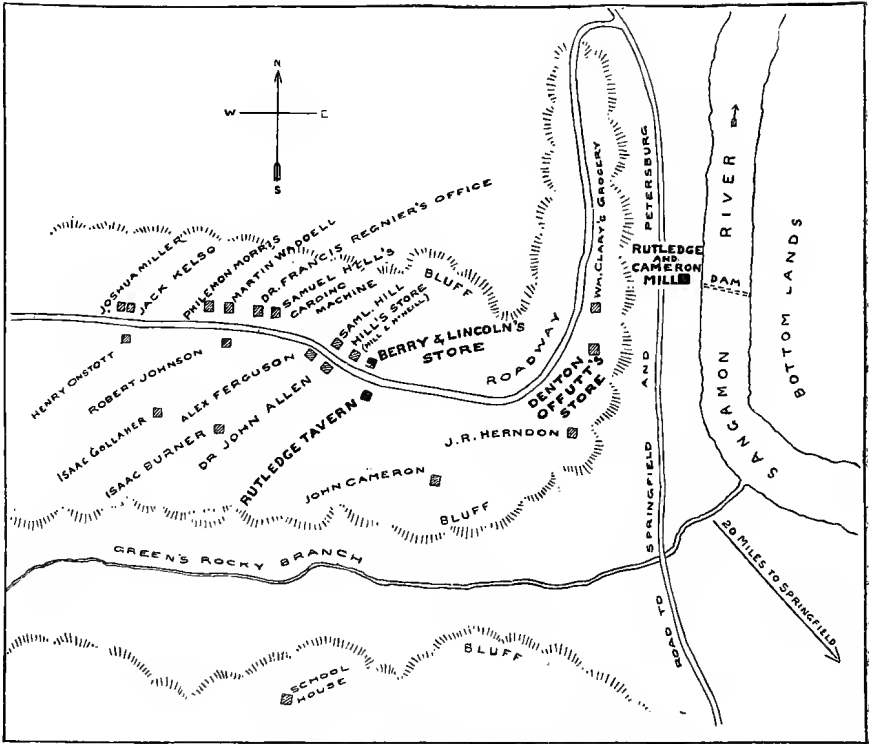 N
W E
S
JOSHUA MILLER
JACK KELSO
PHILEMON MORRIS
MARTIN WADDELL
DR. FRANCIS REGNIER'S OFFICE
SAMUEL HILL'S
CARDING
MACHINE
SAML. HILL
HILL'S STORE
(HILL & M'NEILL)
BERRY & LINCOLN'S
STORE
BLUFF
ROADWAY
WM. CLARY'S GROCERY
DENTON
OFFUTT'S
STORE
J.R. HERNDON
JOHN CAMERON
HENRY ONSTOTT
ROBERT JOHNSON
ALEX FERGUSON
ISAAC GOLLAHER
ISAAC BURNER
DR JOHN ALLEN
RUTLEDGE TAVERN
BLUFF
GREEN'S ROCKY BRANCH
BLUFF
SCHOOL
HOUSE
ROAD TO SPRINGFIELD AND PETERSBURG
RUTLEDGE
AND
CAMERON
MILL
DAM
SANGAMON RIVER
BOTTOM LANDS
20 MILES TO SPRINGFIELD